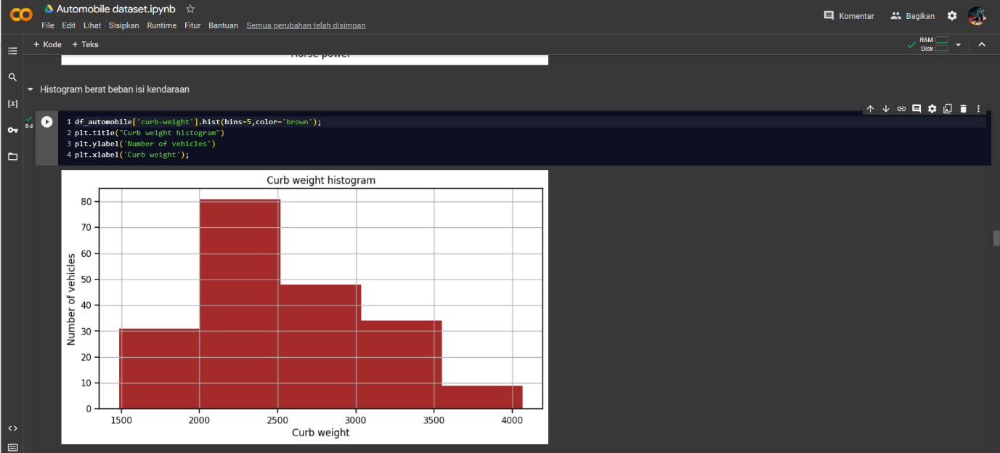 Automobile dataset.ipynb
File Edit Lihat Sisipkan Runtime Fitur Bantuan Semua perubahan telah disimpan
Komentar Bagikan
+ Kode + Teks
RAM
Disk
Horse power
Histogram berat beban isi kendaraan
{x}
0 d
1 df_automobile['curb-weight'].hist(bins=5,color='brown');
2 plt.title("Curb weight histogram")
3 plt.ylabel('Number of vehicles')
4 plt.xlabel('Curb weight');
Curb weight histogram
Number of vehicles
80
70
60
50
40
30
20
10
0
1500 2000 2500 3000 3500 4000
Curb weight